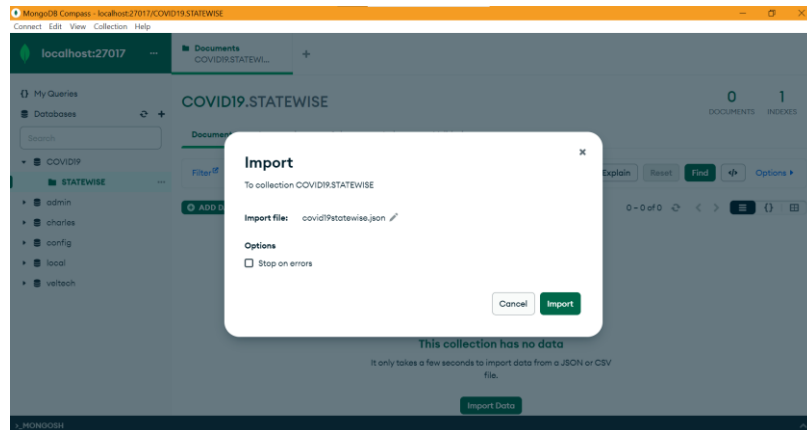 MongoDB Compass - localhost:27017/COVID19.STATEWISE
Connect Edit View Collection Help
localhost:27017 ...
Documents
COVID19.STATEWI...
+
{} My Queries
Databases
Search
COVID19
STATEWISE ...
admin
charles
config
local
veltech
COVID19.STATEWISE
0
DOCUMENTS
1
INDEXES
Filter
Explain
Reset
Find
</>
Options
0 – 0 of 0
{}
Import
To collection COVID19.STATEWISE
Import file: covid19statewise.json
Options
Stop on errors
Cancel
Import
This collection has no data
It only takes a few seconds to import data from a JSON or CSV
file.
Import Data
>_MONGOSH